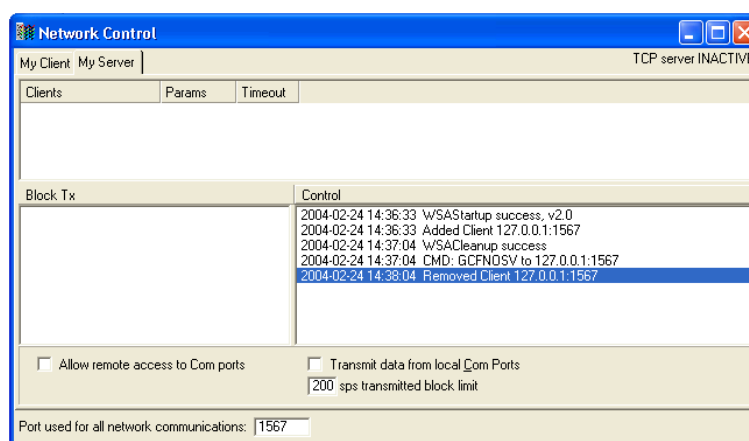 Network Control
My Client My Server TCP server INACTIVE
Clients Params Timeout
Block Tx Control
2004-02-24 14:36:33 WSAStartup success, v2.0
2004-02-24 14:36:33 Added Client 127.0.0.1:1567
2004-02-24 14:37:04 WSACleanup success
2004-02-24 14:37:04 CMD: GCFNOSV to 127.0.0.1:1567
2004-02-24 14:38:04 Removed Client 127.0.0.1:1567
Allow remote access to Com ports Transmit data from local Com Ports
200 sps transmitted block limit
Port used for all network communications: 1567